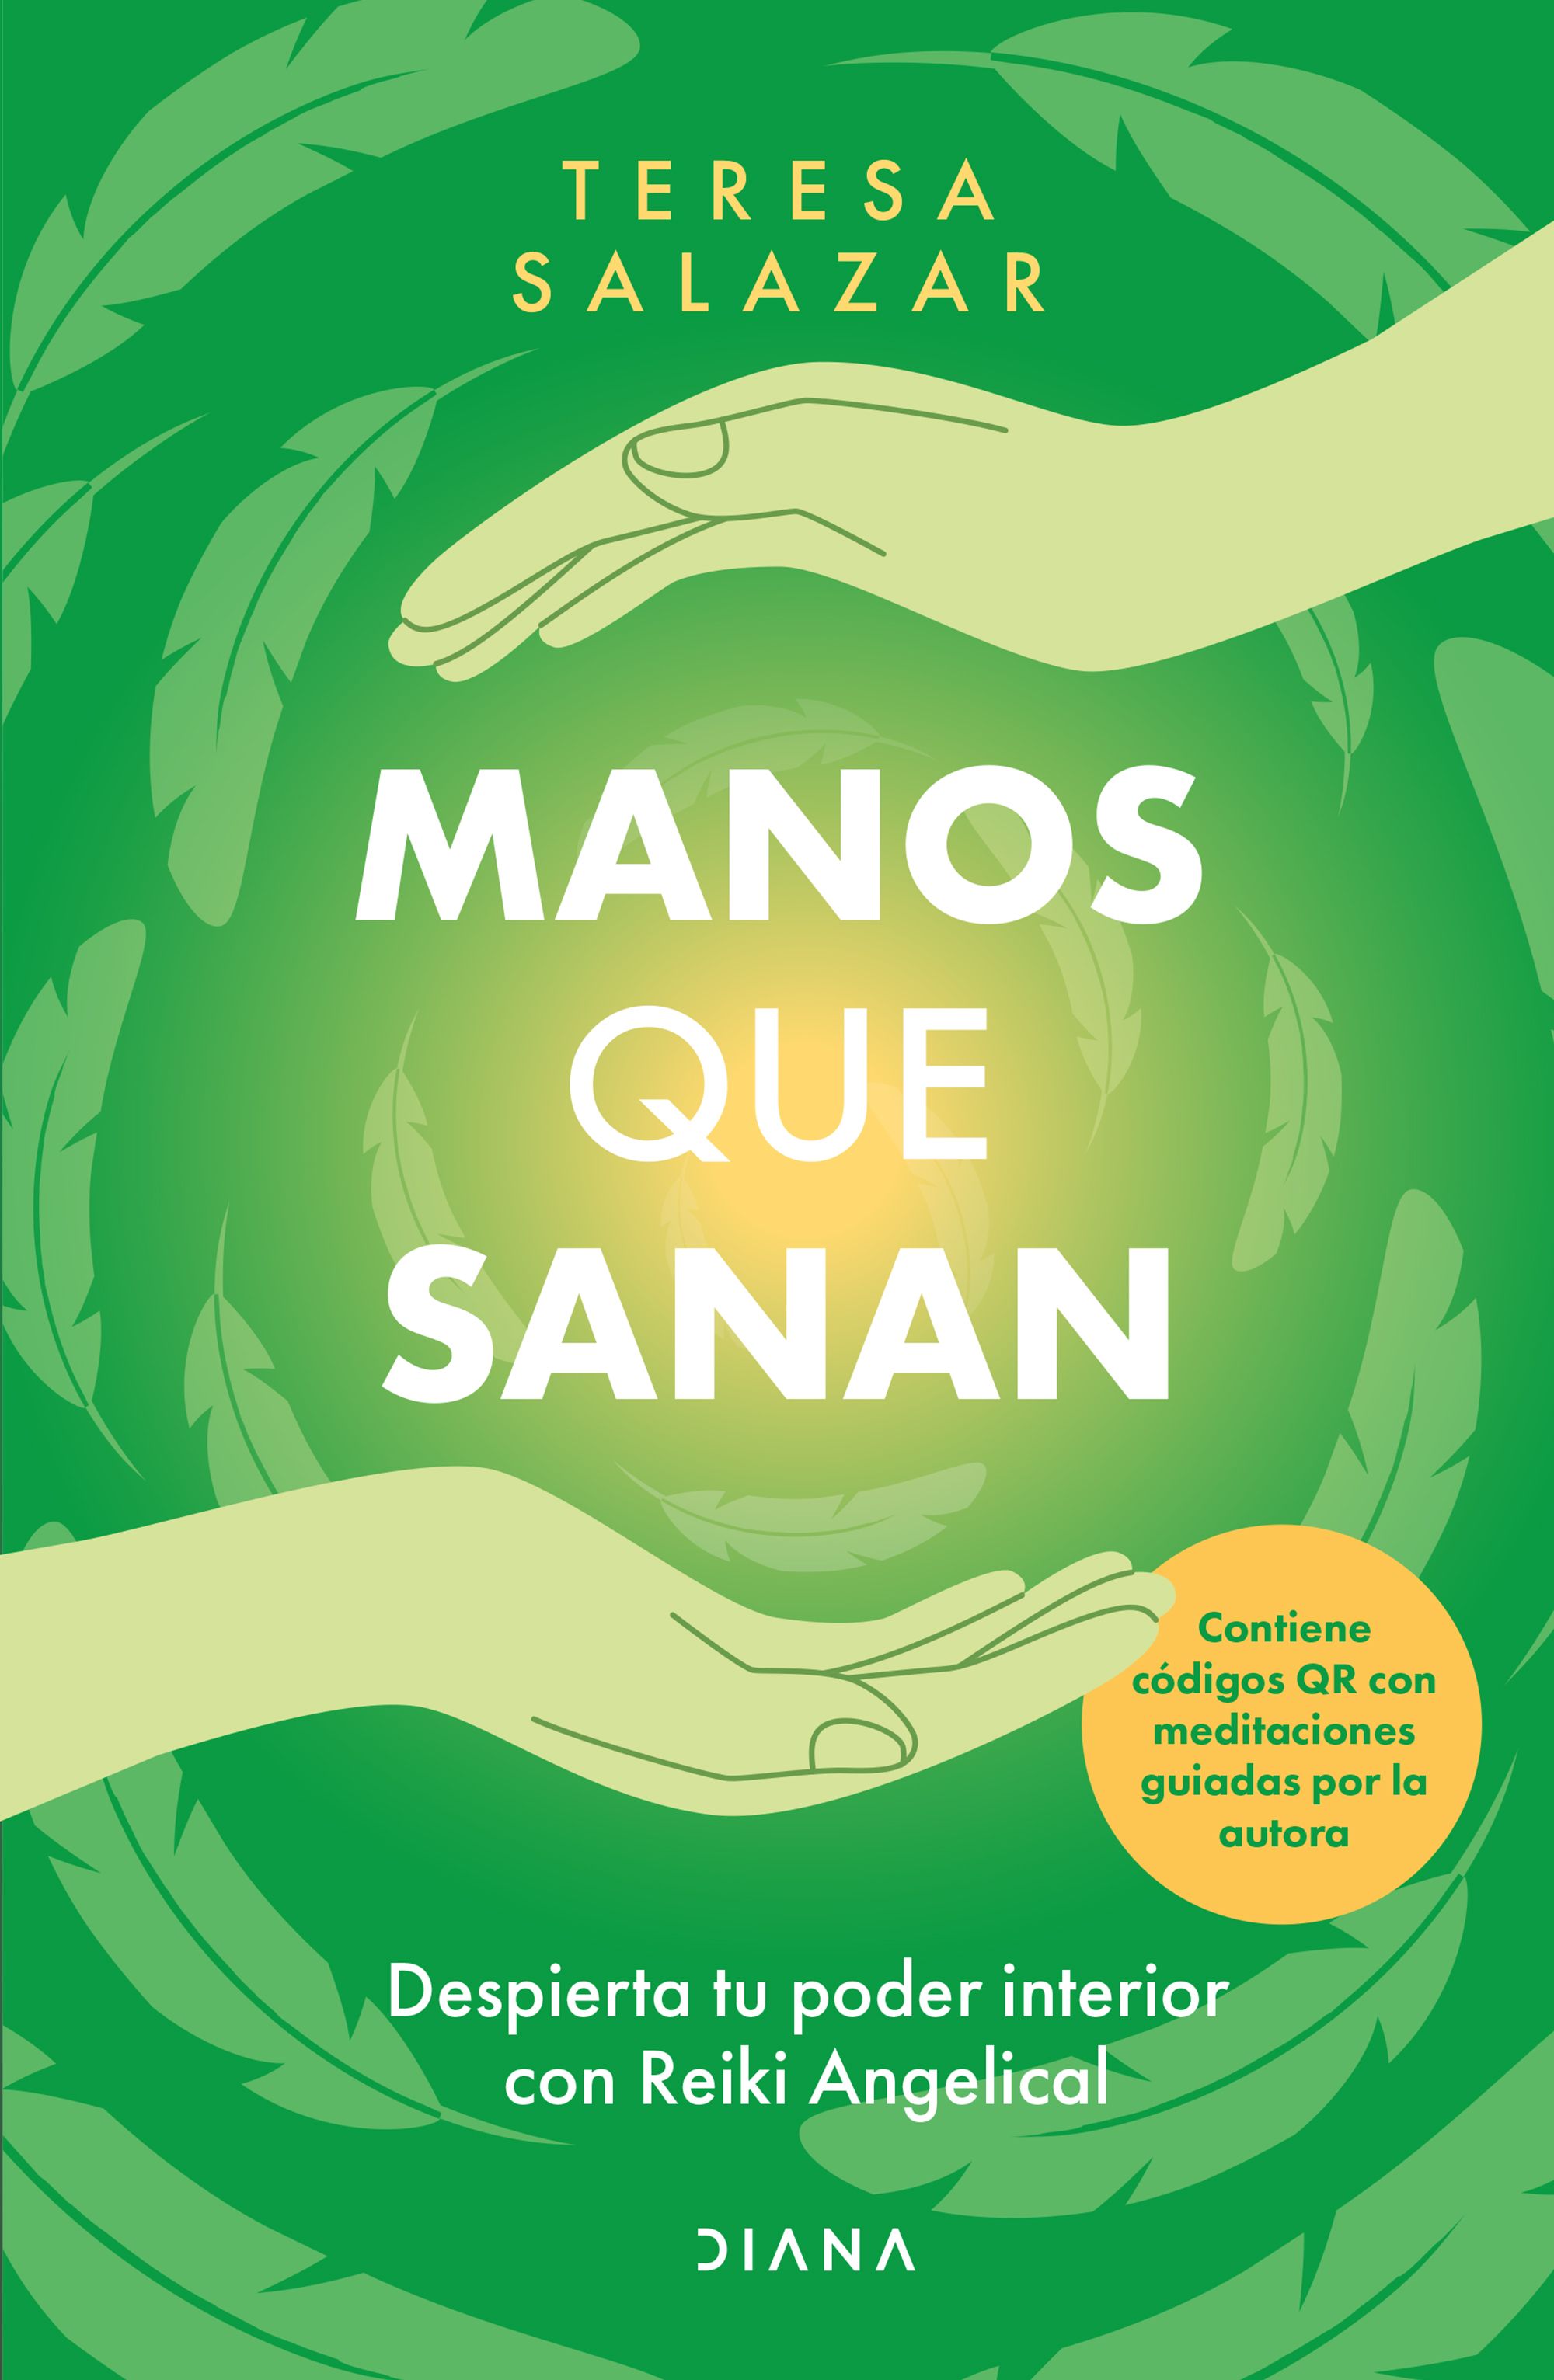 TERESA
SALAZAR
MANOS
QUE
SANAN
Contiene
códigos QR con
meditaciones
guiadas por la
autora
Despierta tu poder interior
con Reiki Angelical
DIANA